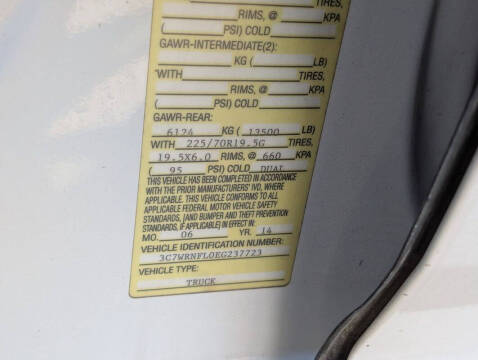 TIRES,
RIMS, @ KPA
( PSI) COLD
GAWR-INTERMEDIATE(2):
KG ( LB)
"WITH TIRES,
RIMS, @ KPA
( PSI) COLD
GAWR-REAR:
6124 KG ( 13500 LB)
WITH 225/70R19.5G TIRES,
19.5X6.0 RIMS, @ 660 KPA
( 95 PSI) COLD DUAL
THIS VEHICLE HAS BEEN COMPLETED IN ACCORDANCE
WITH THE PRIOR MANUFACTURERS' IVD, WHERE
APPLICABLE. THIS VEHICLE CONFORMS TO ALL
APPLICABLE FEDERAL MOTOR VEHICLE SAFETY
STANDARDS, [AND BUMPER AND THEFT PREVENTION
STANDARDS, IF APPLICABLE] IN EFFECT IN:
MO. 06 YR. 14
VEHICLE IDENTIFICATION NUMBER:
3C7WRNFL0EG237723
VEHICLE TYPE:
TRUCK